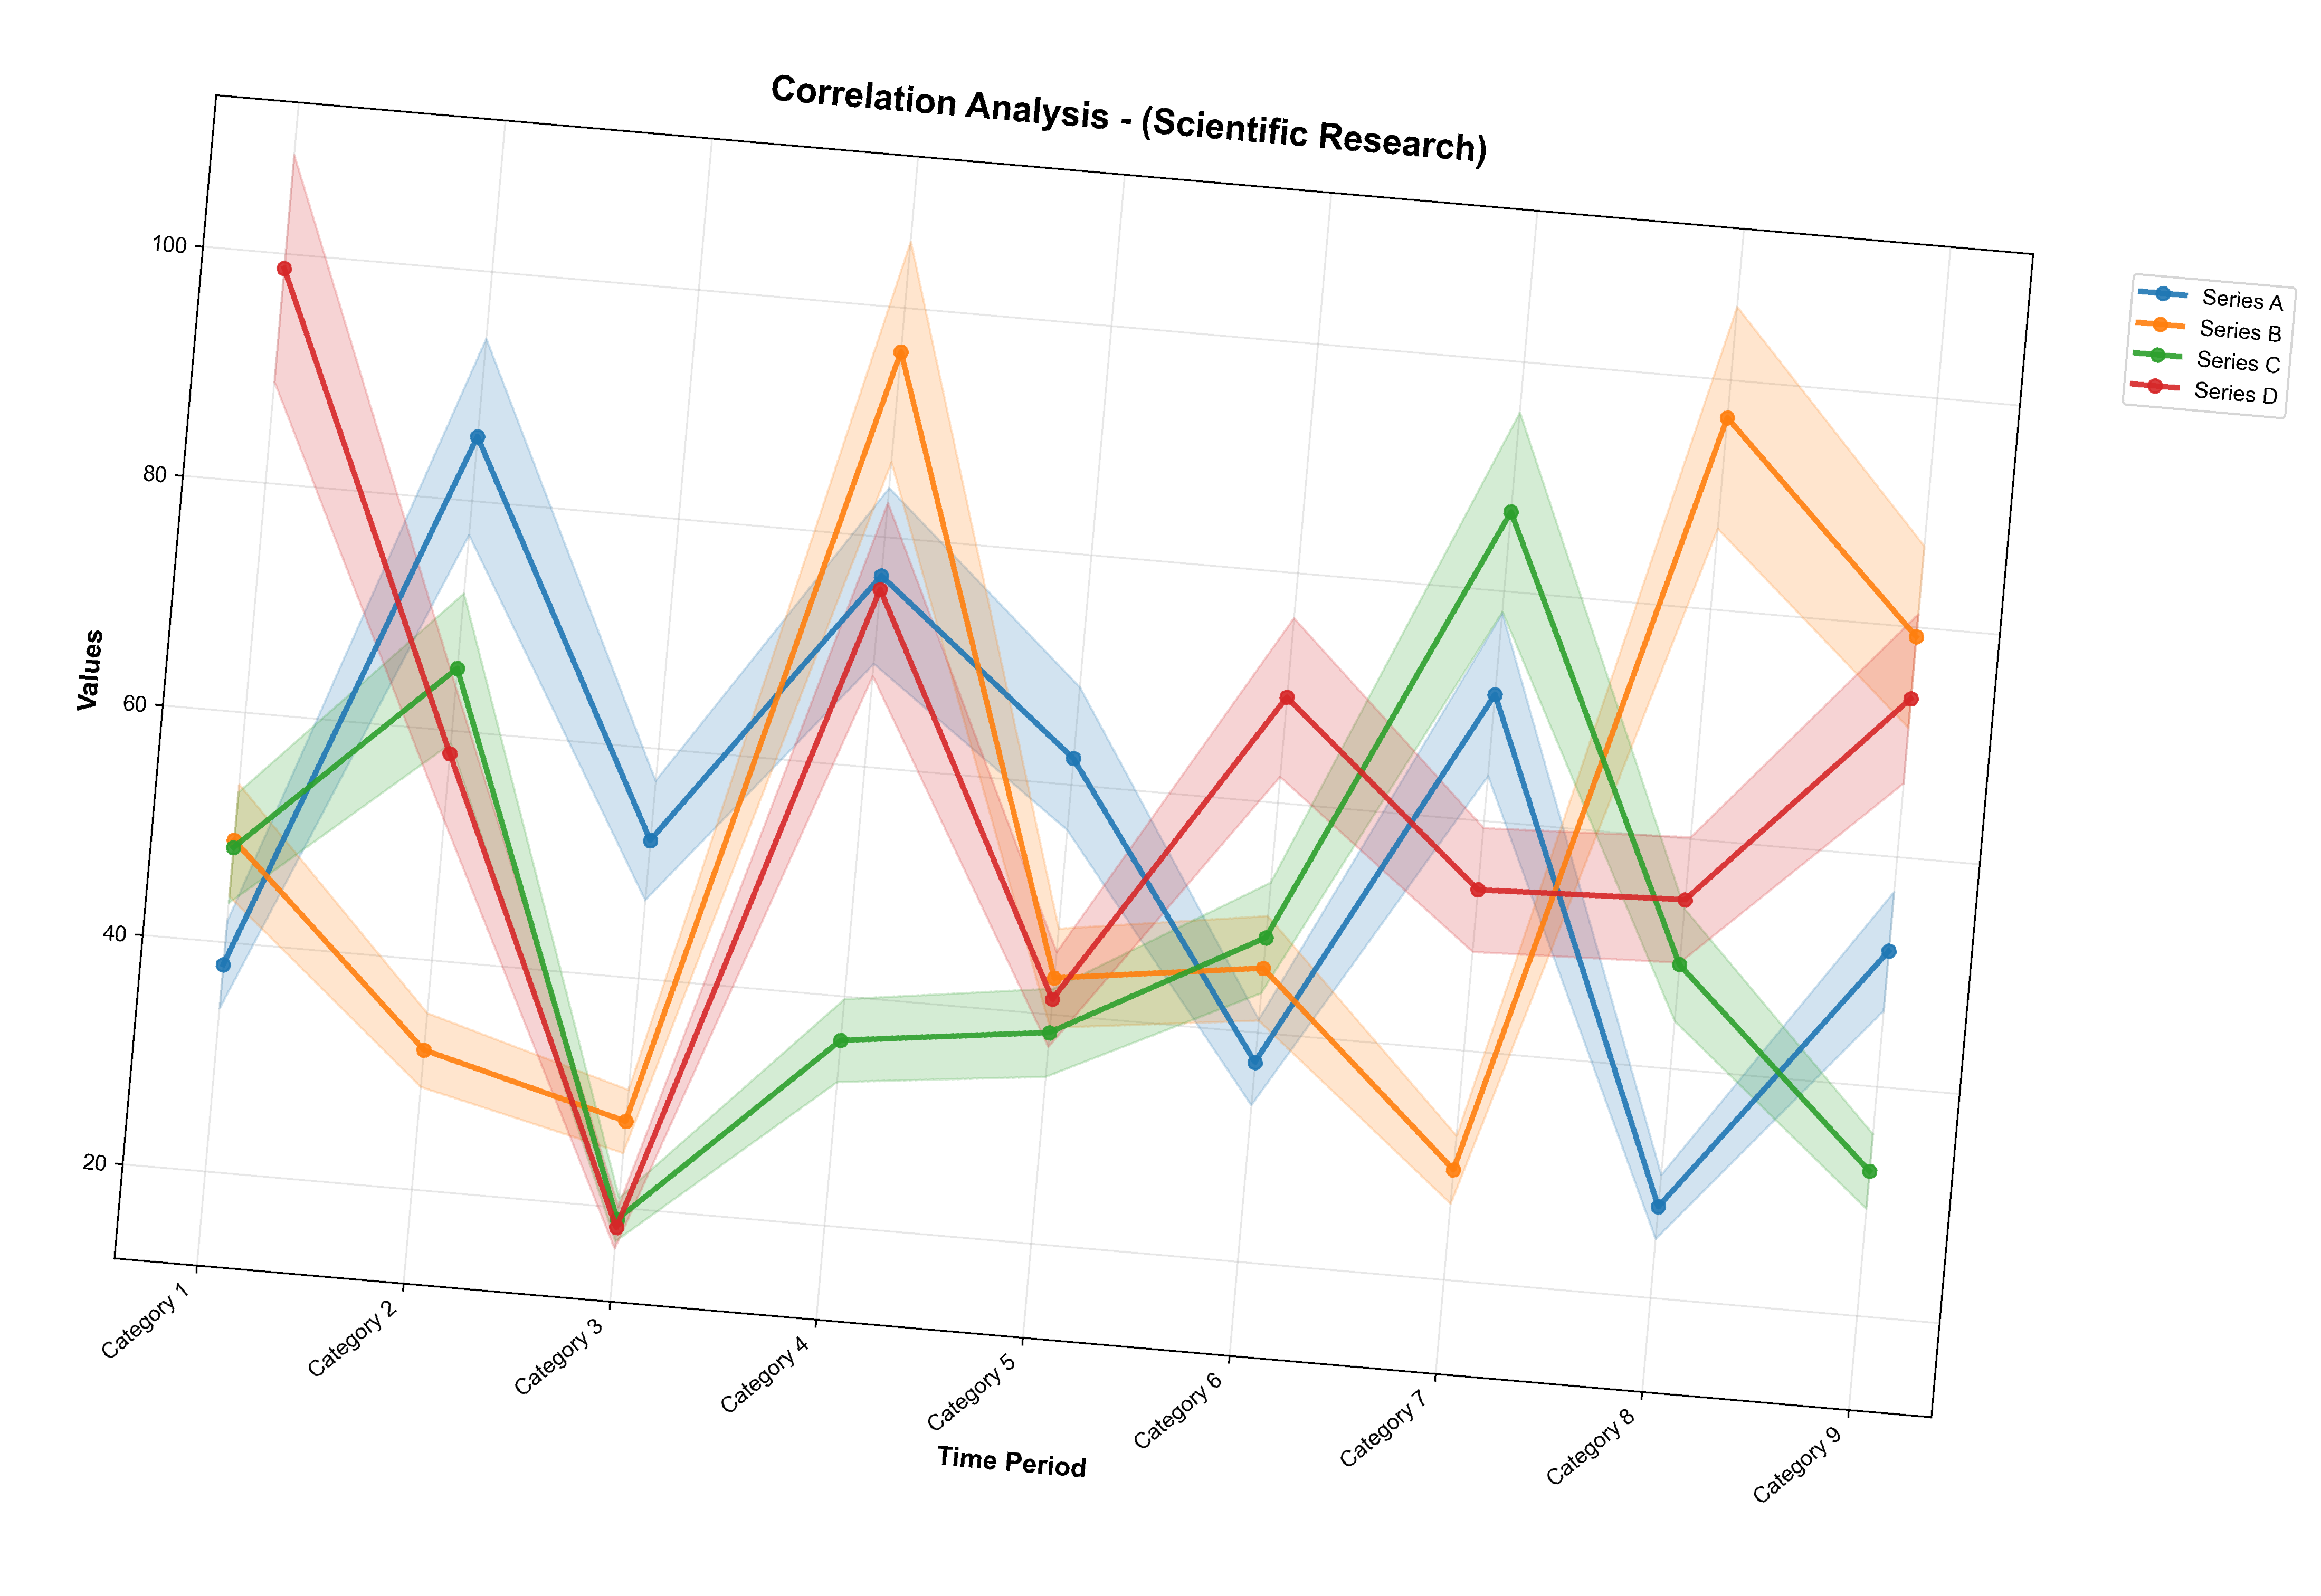 Correlation Analysis - (Scientific Research)
Values
100
80
60
40
20
Category 1
Category 2
Category 3
Category 4
Category 5
Category 6
Category 7
Category 8
Category 9
Time Period
Series A
Series B
Series C
Series D